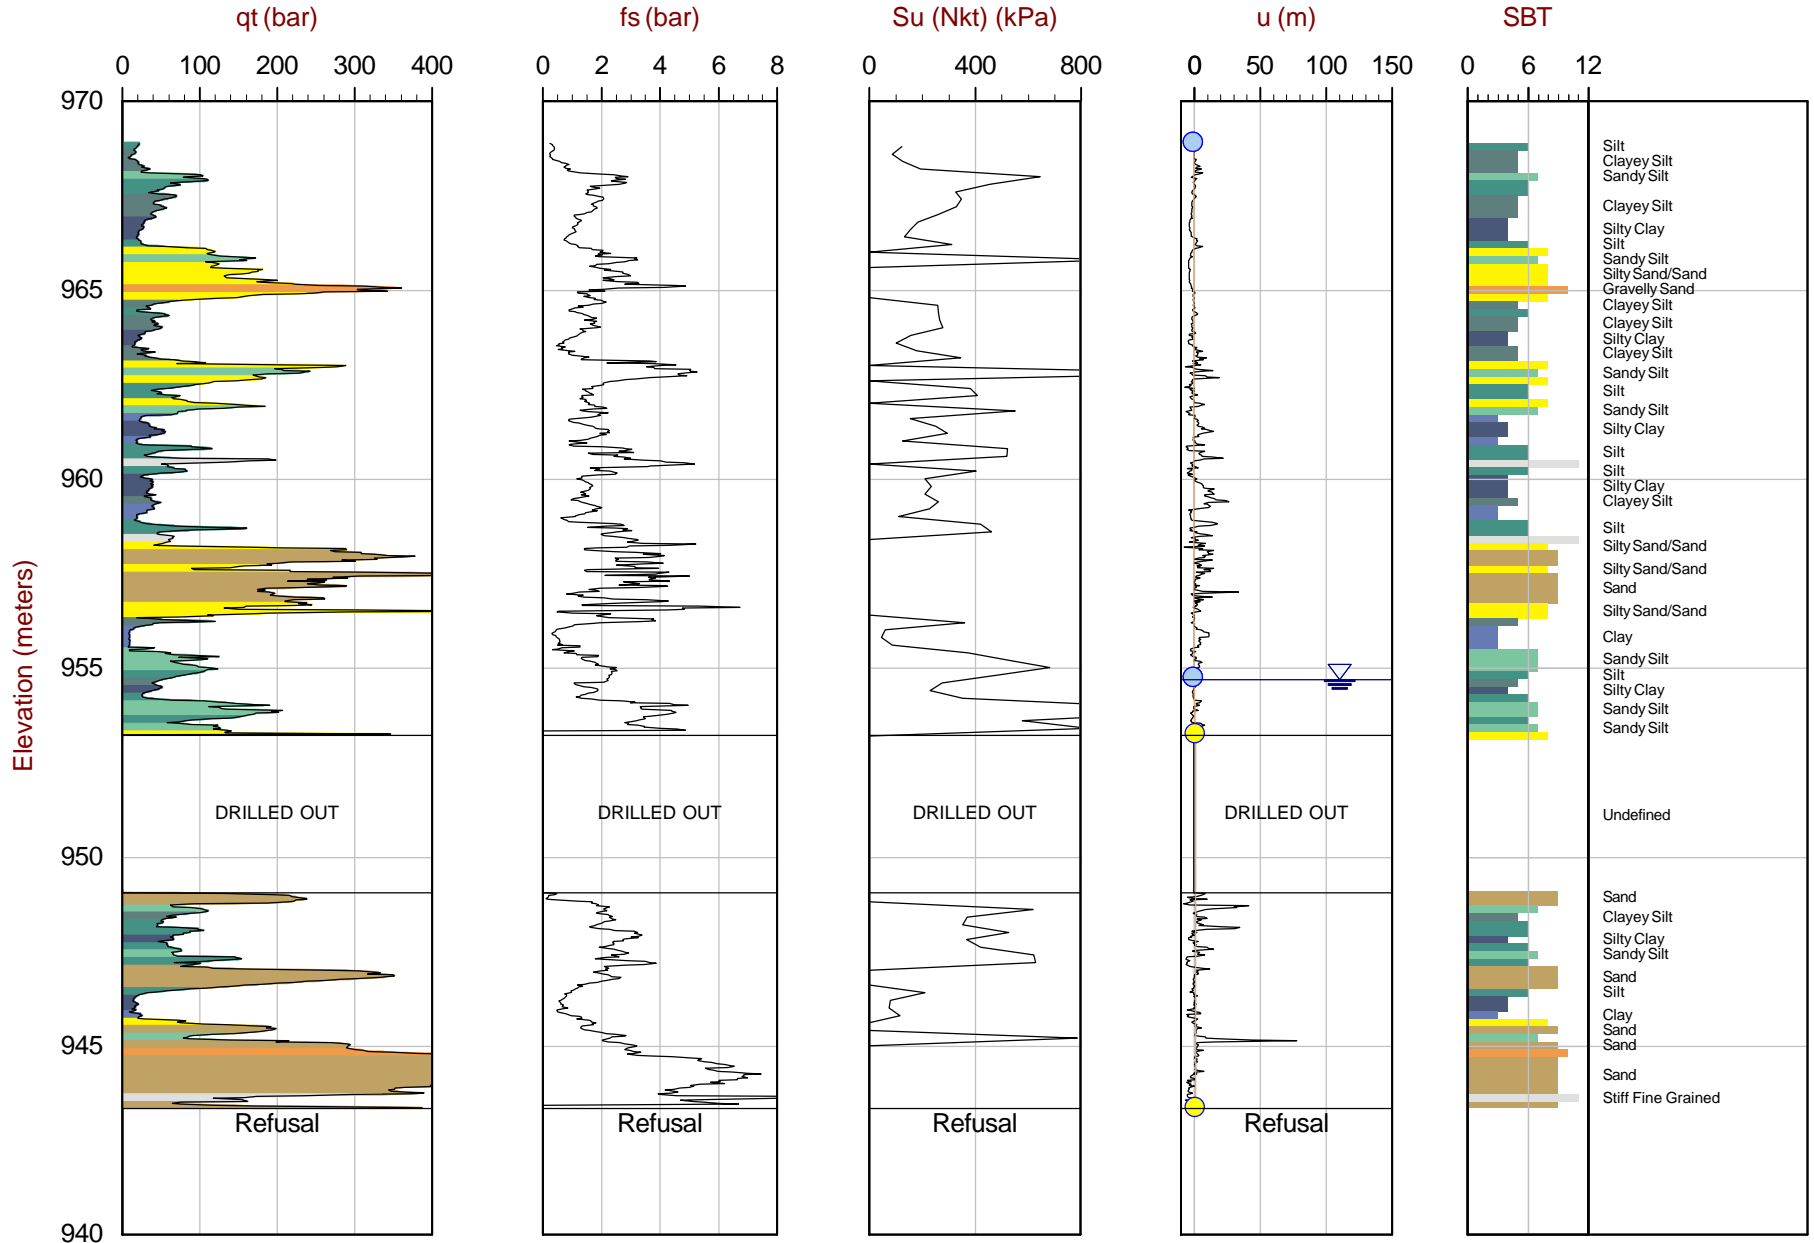 qt (bar)
fs (bar)
Su (Nkt) (kPa)
u (m)
SBT
0 100 200 300 400
0 2 4 6 8
0 400 800
0 50 100 150
0 6 12
970
965
960
955
950
945
940
Elevation (meters)
Silt
Clayey Silt
Sandy Silt
Clayey Silt
Silty Clay
Silt
Sandy Silt
Silty Sand/Sand
Gravelly Sand
Clayey Silt
Clayey Silt
Silty Clay
Clayey Silt
Sandy Silt
Silt
Sandy Silt
Silty Clay
Silt
Silt
Silty Clay
Clayey Silt
Silt
Silty Sand/Sand
Silty Sand/Sand
Sand
Silty Sand/Sand
Clay
Sandy Silt
Silt
Silty Clay
Sandy Silt
Sandy Silt
DRILLED OUT
DRILLED OUT
DRILLED OUT
DRILLED OUT
Undefined
Sand
Clayey Silt
Silty Clay
Sandy Silt
Sand
Silt
Clay
Sand
Sand
Sand
Stiff Fine Grained
Refusal
Refusal
Refusal
Refusal